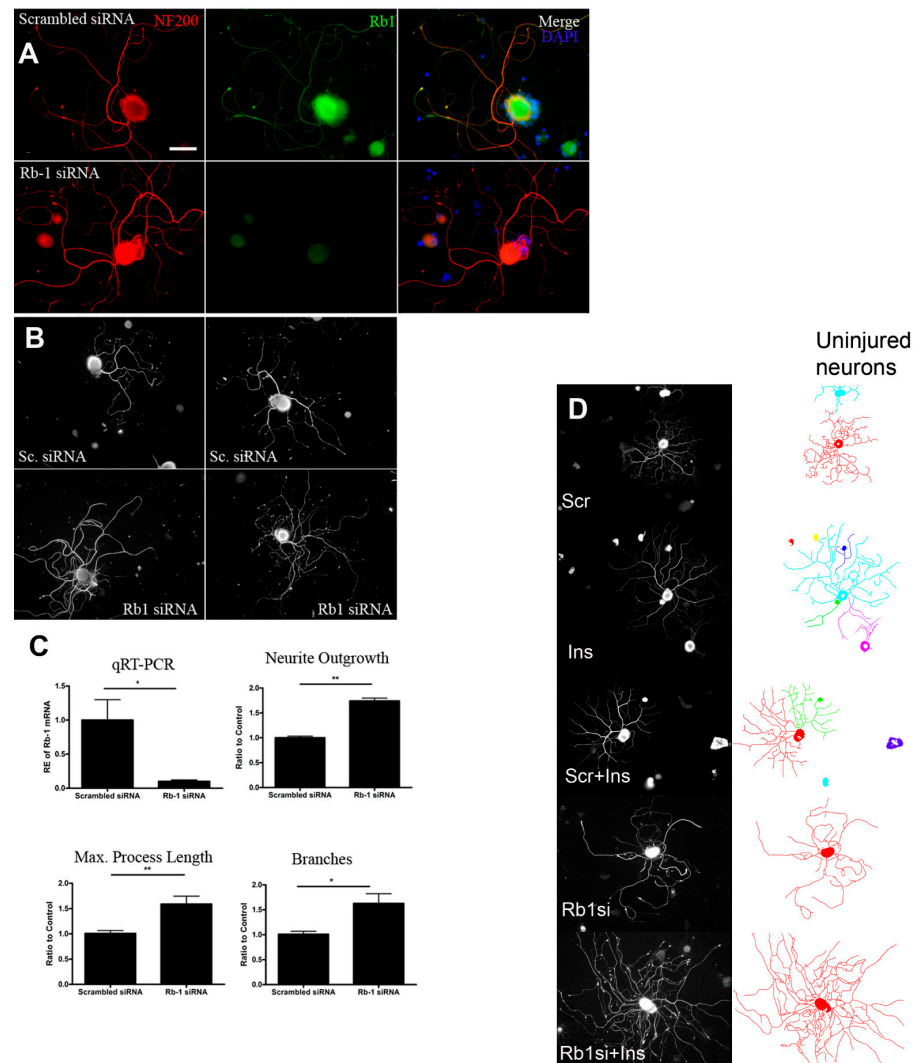 Scrambled siRNA
NF200
Rb1
Merge
DAPI
A
Rb-1 siRNA
B
Sc. siRNA
Sc. siRNA
Rb1 siRNA
Rb1 siRNA
C
qRT-PCR
RE of Rb-1 mRNA
1.5
1.0
0.5
0.0
*
Scrambled siRNA
Rb-1 siRNA
Neurite Outgrowth
Ratio to Control
2.0
1.5
1.0
0.5
0.0
**
Scrambled siRNA
Rb-1 siRNA
Max. Process Length
Ratio to Control
2.0
1.5
1.0
0.5
0.0
**
Scrambled siRNA
Rb-1 siRNA
Branches
Ratio to Control
2.0
1.5
1.0
0.5
0.0
*
Scrambled siRNA
Rb-1 siRNA
Uninjured
neurons
D
Scr
Ins
Scr+Ins
Rb1si
Rb1si+Ins